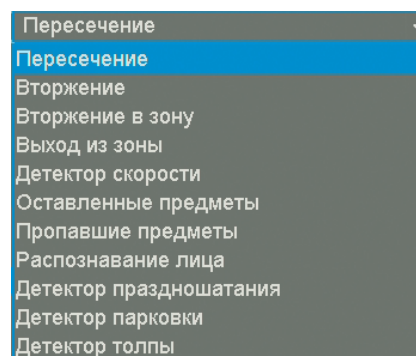 Пересечение
Пересечение
Вторжение
Вторжение в зону
Выход из зоны
Детектор скорости
Оставленные предметы
Пропавшие предметы
Распознавание лица
Детектор праздношатания
Детектор парковки
Детектор толпы